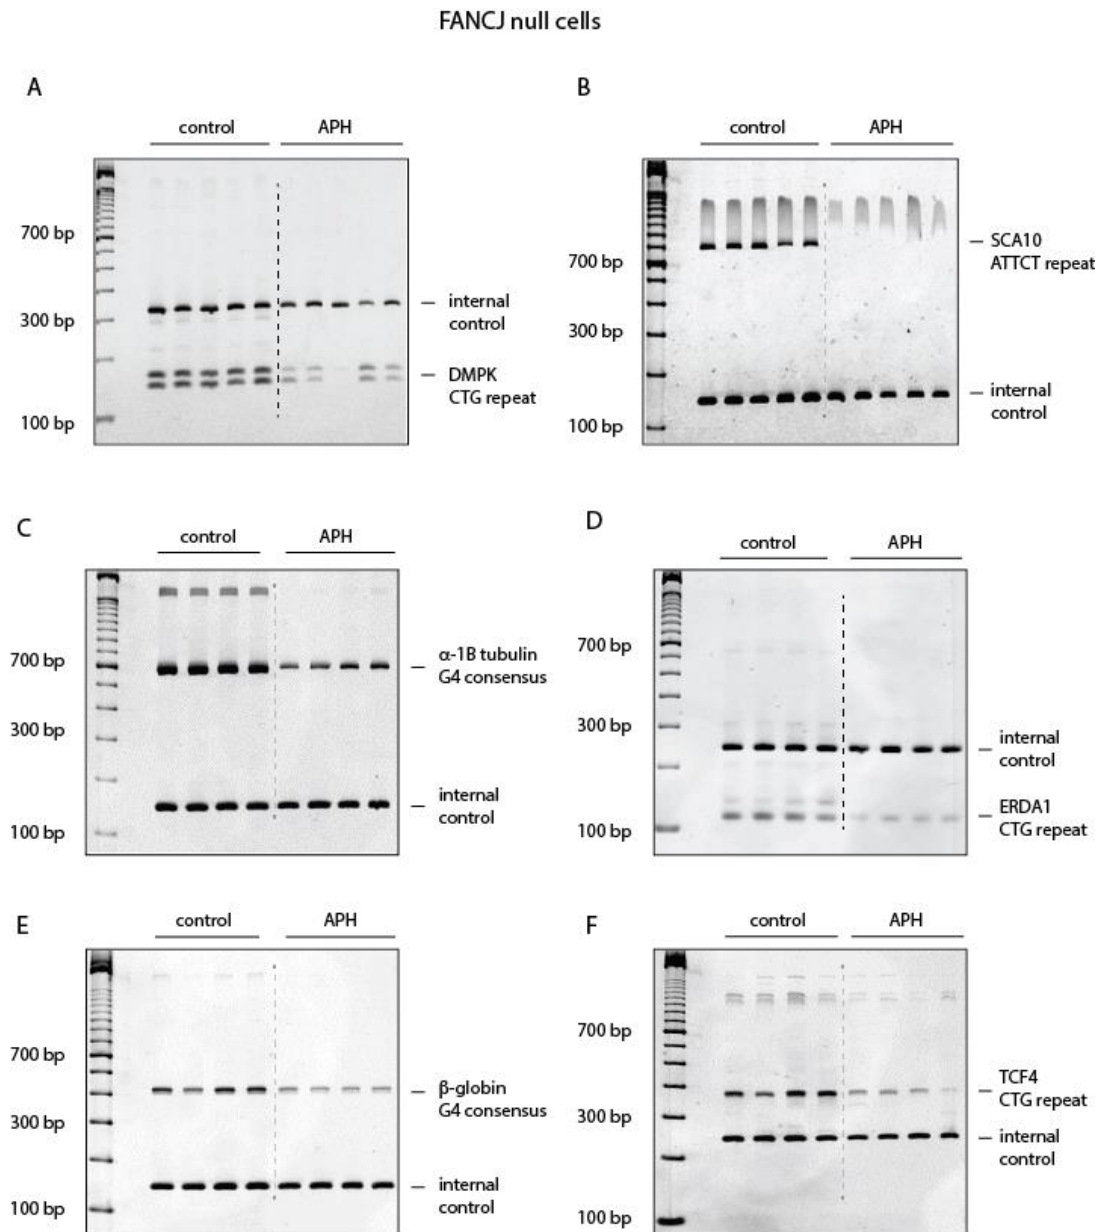 FANCJ null cells
A
control APH
700 bp
300 bp
100 bp
internal
control
DMPK
CTG repeat
B
control APH
700 bp
300 bp
100 bp
SCA10
ATTCT repeat
internal
control
C
control APH
700 bp
300 bp
100 bp
α-1B tubulin
G4 consensus
internal
control
D
control APH
700 bp
300 bp
100 bp
internal
control
ERDA1
CTG repeat
E
control APH
700 bp
300 bp
100 bp
β-globin
G4 consensus
internal
control
F
control APH
700 bp
300 bp
100 bp
TCF4
CTG repeat
internal
control